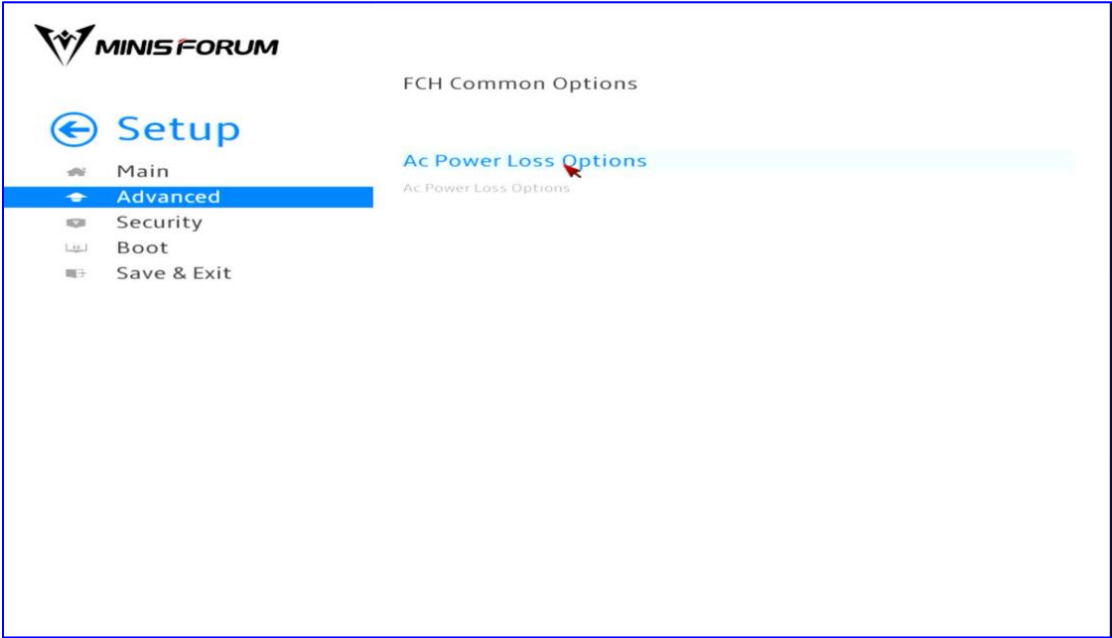 MINISFORUM
FCH Common Options
Setup
Main
Advanced
Security
Boot
Save & Exit
Ac Power Loss Options
Ac Power Loss Options